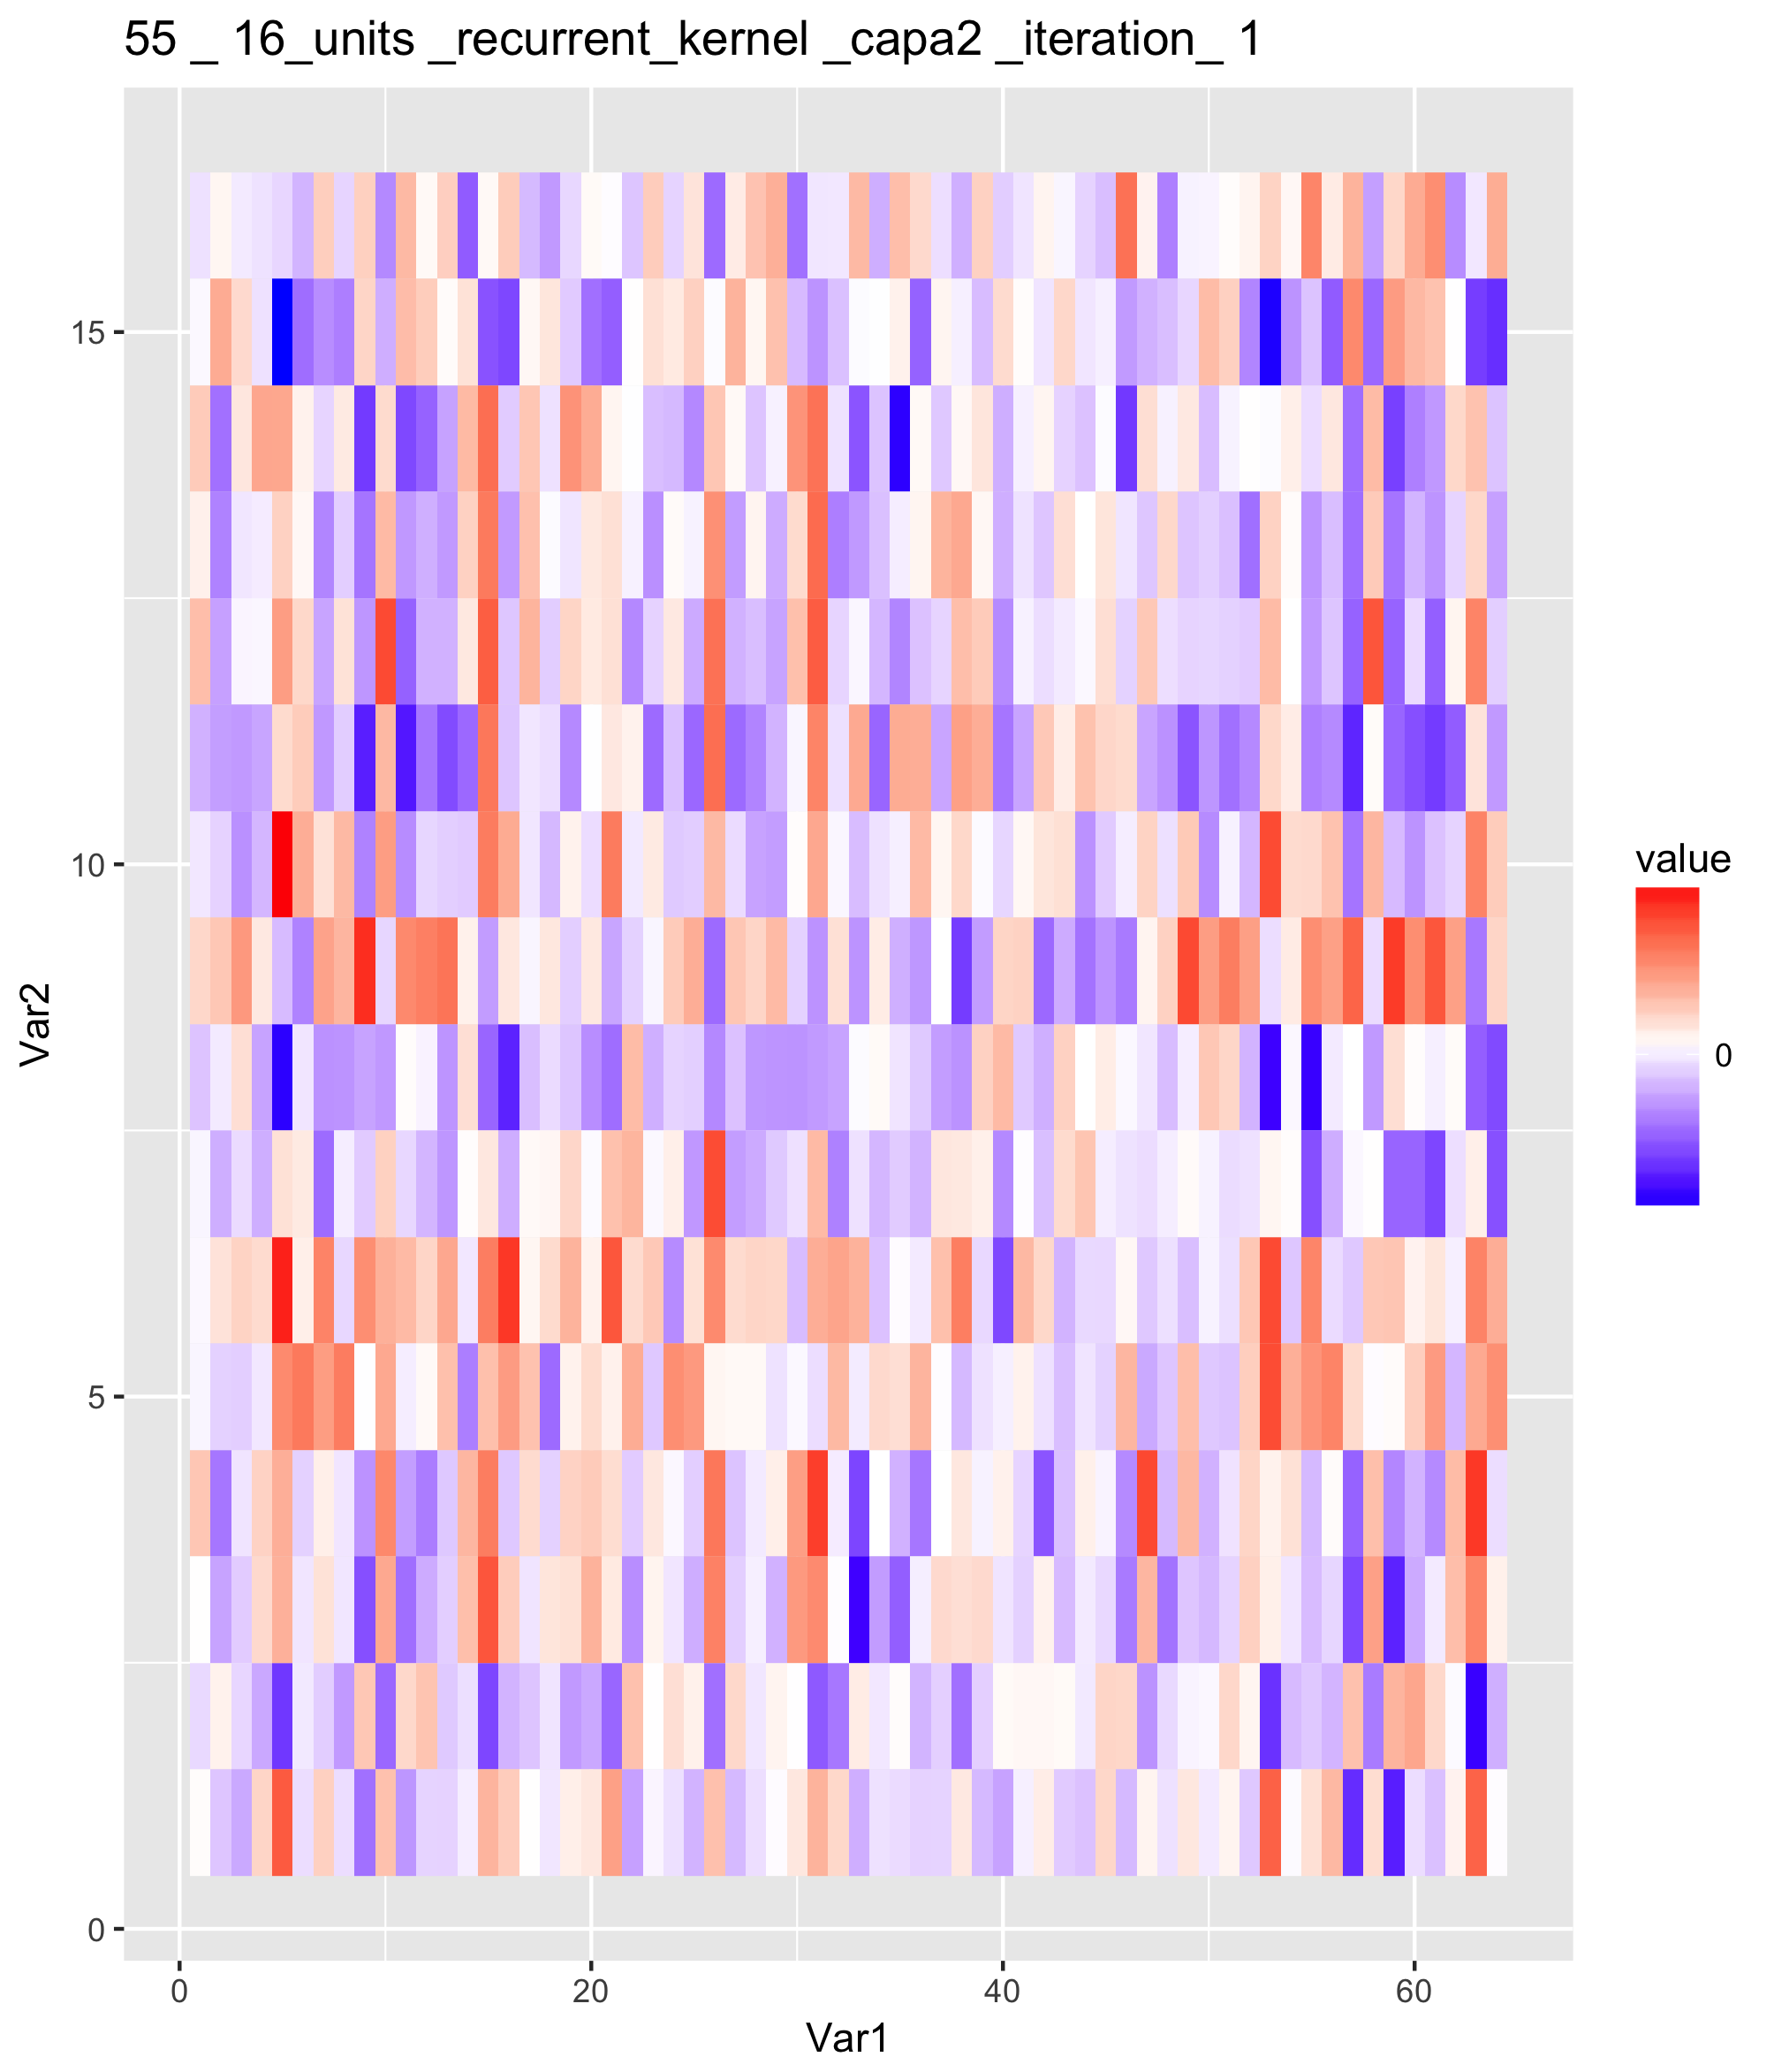 55 _ 16_units _recurrent_kernel _capa2 _iteration_ 1
15
10
5
0
Var2
0
20
40
60
Var1
value
0